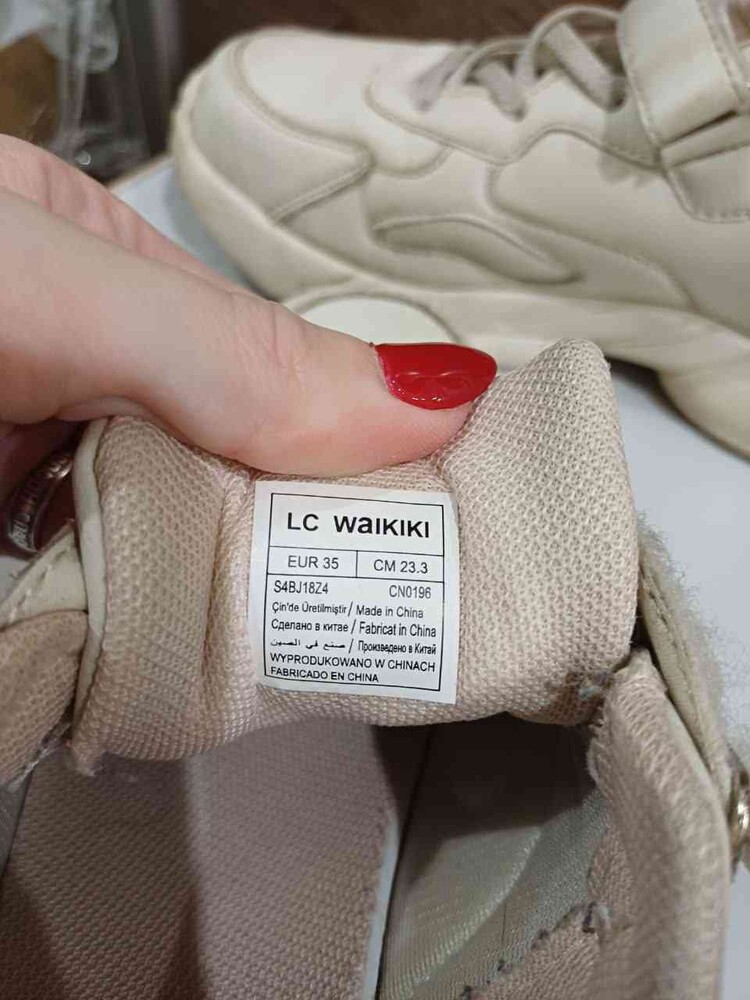 LC WAIKIKI
EUR 35 CM 23.3
S4BJ18Z4 CN0196
Çin'de Üretilmiştir / Made in China
Сделано в китае / Fabricat in China
صنع في الصين / Произведено в Китай
WYPRODUKOWANO W CHINACH
FABRICADO EN CHINA